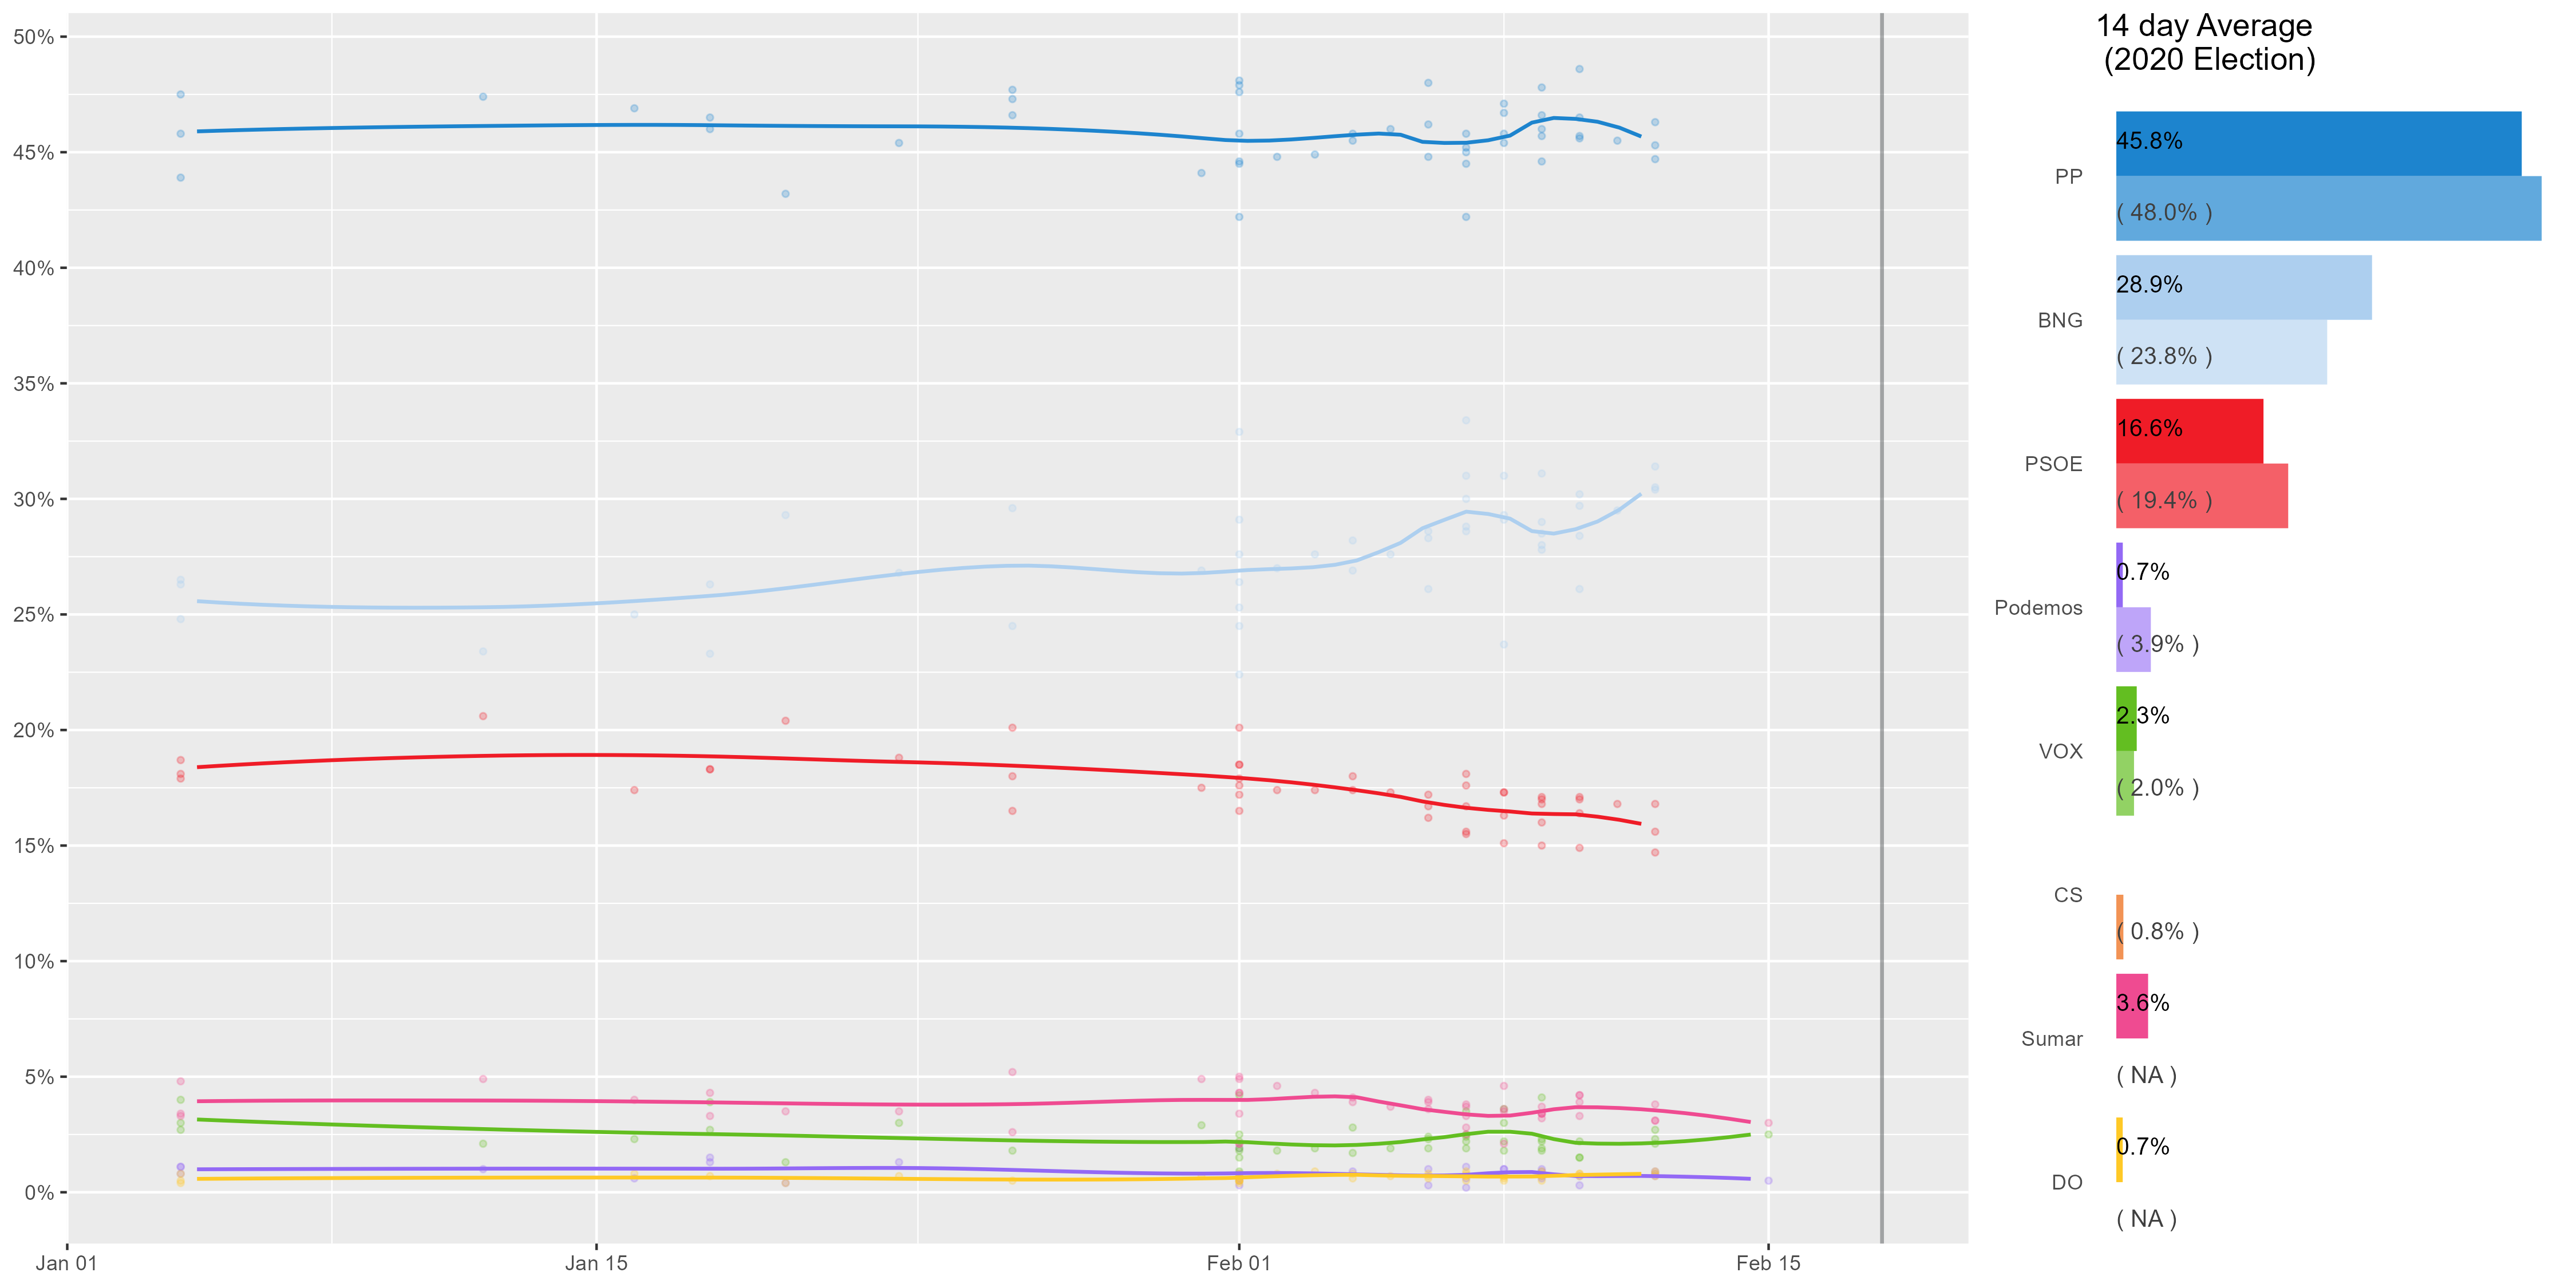 50%
45%
40%
35%
30%
25%
20%
15%
10%
5%
0%
Jan 01
Jan 15
Feb 01
Feb 15
14 day Average
(2020 Election)
PP
45.8%
( 48.0% )
BNG
28.9%
( 23.8% )
PSOE
16.6%
( 19.4% )
Podemos
0.7%
( 3.9% )
VOX
2.3%
( 2.0% )
CS
( 0.8% )
Sumar
3.6%
( NA )
DO
0.7%
( NA )